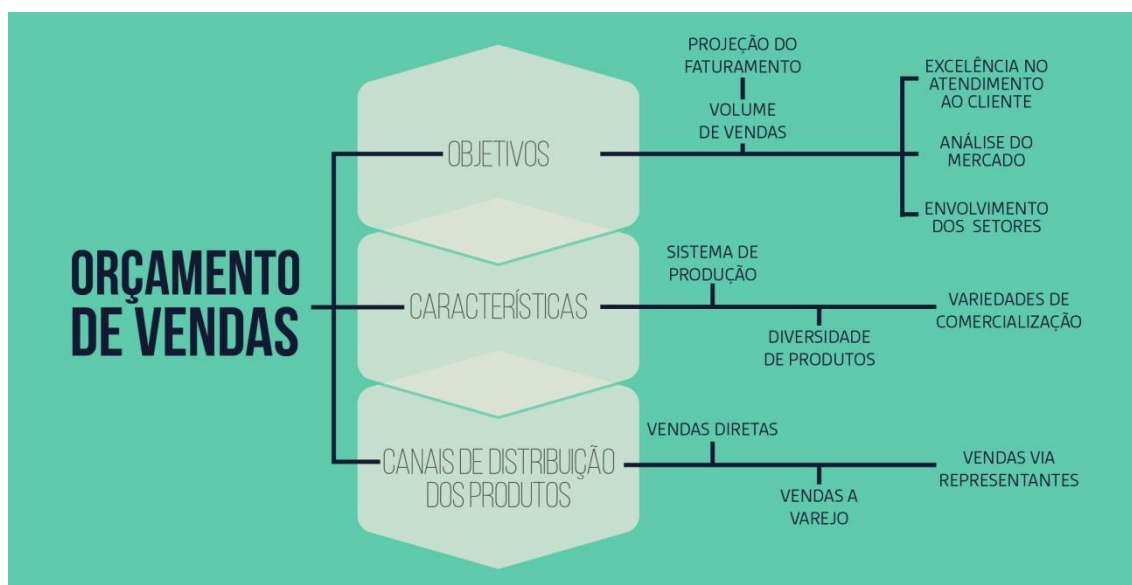 ORÇAMENTO
DE VENDAS
OBJETIVOS
PROJEÇÃO DO
FATURAMENTO
VOLUME
DE VENDAS
EXCELÊNCIA NO
ATENDIMENTO
AO CLIENTE
ANÁLISE DO
MERCADO
ENVOLVIMENTO
DOS SETORES
CARACTERÍSTICAS
SISTEMA DE
PRODUÇÃO
DIVERSIDADE
DE PRODUTOS
VARIEDADES DE
COMERCIALIZAÇÃO
CANAIS DE DISTRIBUIÇÃO
DOS PRODUTOS
VENDAS DIRETAS
VENDAS A
VAREJO
VENDAS VIA
REPRESENTANTES